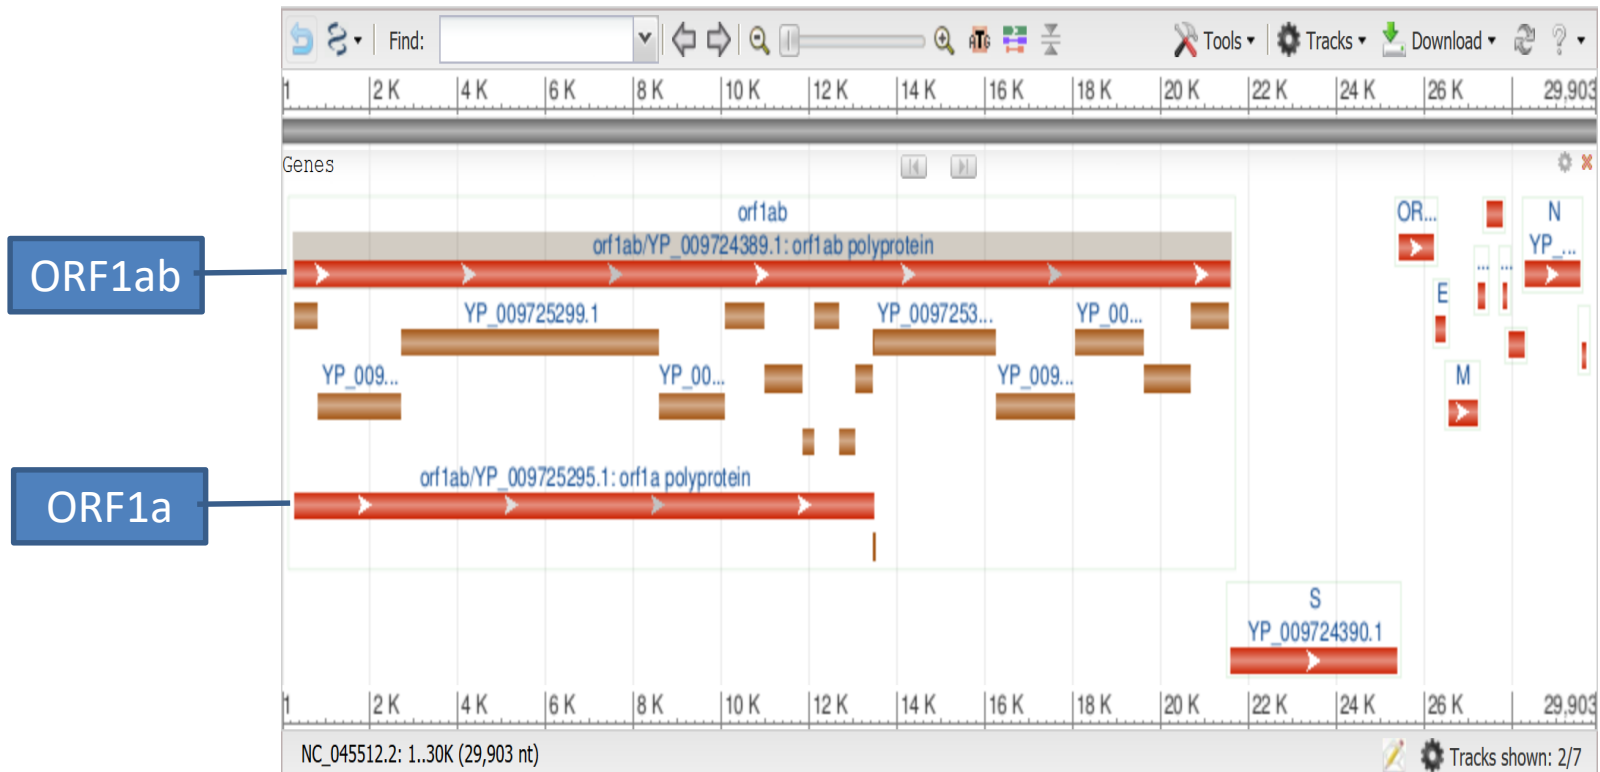 Find:
ATG
Tools
Tracks
Download
?
1 2 K 4 K 6 K 8 K 10 K 12 K 14 K 16 K 18 K 20 K 22 K 24 K 26 K 29,903
Genes
orf1ab OR... N
ORF1ab
orf1ab/YP_009724389.1: orf1ab polyprotein YP_...
... ...
E
YP_009725299.1 YP_0097253... YP_00...
YP_009... YP_00... YP_009... M
orf1ab/YP_009725295.1: orf1a polyprotein
ORF1a
S
YP_009724390.1
1 2 K 4 K 6 K 8 K 10 K 12 K 14 K 16 K 18 K 20 K 22 K 24 K 26 K 29,903
NC_045512.2: 1..30K (29,903 nt) Tracks shown: 2/7